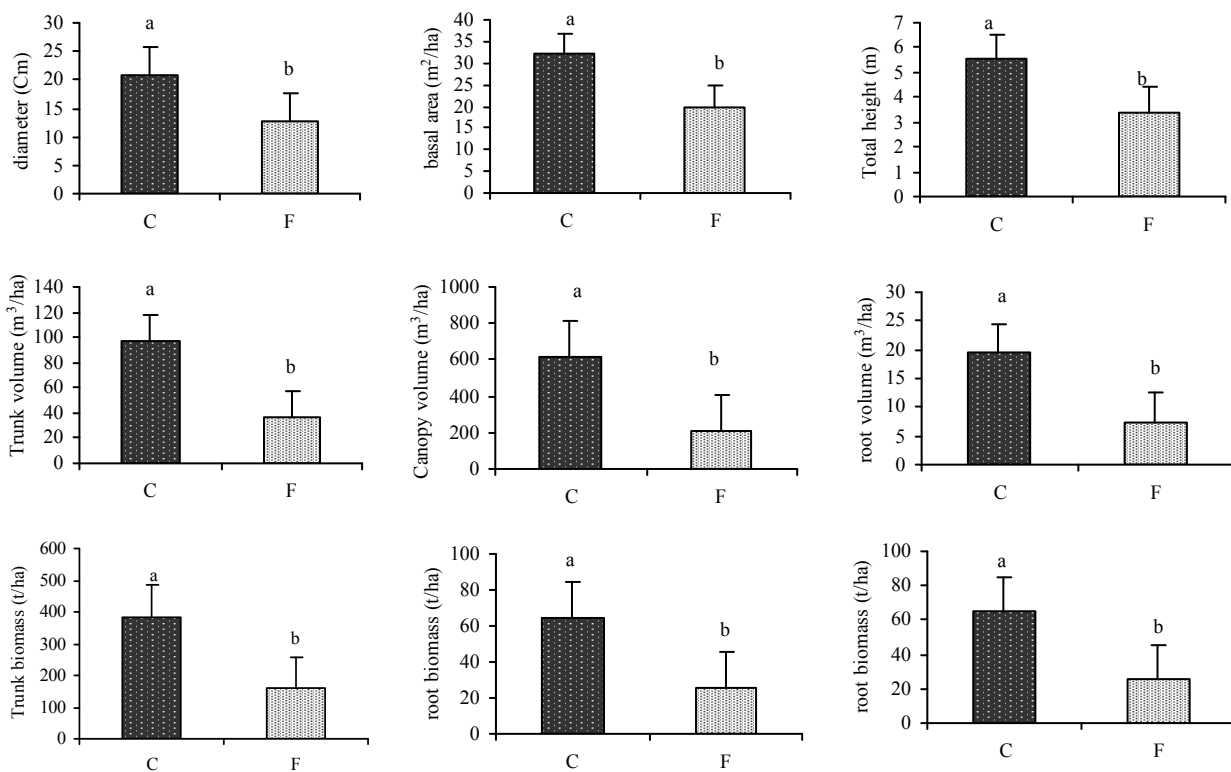 diameter (Cm)
30
25
20
15
10
5
0
a
b
C
F
basal area (m²/ha)
40
35
30
25
20
15
10
5
0
a
b
C
F
Total height (m)
7
6
5
4
3
2
1
0
a
b
C
F
Trunk volume (m³/ha)
140
120
100
80
60
40
20
0
a
b
C
F
Canopy volume (m³/ha)
1000
800
600
400
200
0
a
b
C
F
root volume (m³/ha)
30
25
20
15
10
5
0
a
b
C
F
Trunk biomass (t/ha)
600
500
400
300
200
100
0
a
b
C
F
root biomass (t/ha)
100
80
60
40
20
0
a
b
C
F
root biomass (t/ha)
100
80
60
40
20
0
a
b
C
F